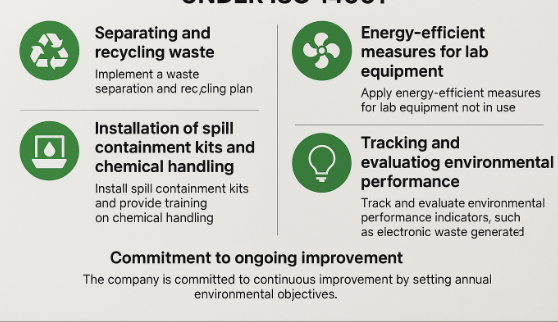 UNDER ISO 14001
Separating and
recycling waste
Implement a waste
separation and rec,cling plan
Energy-efficient
measures for lab
equipment
Apply energy-efficient measures
for lab equipment not in use
Installation of spill
containment kits and
chemical handling
Install spill containment kits
and provide training
on chemical handling
Tracking and
evaluatiog environmental
performance
Track and evaluate environmental
performance indicators, such
as electronic waste generated
Commitment to ongoing improvement
The company is committed to continuous improvement by setting annual
environmental objectives.